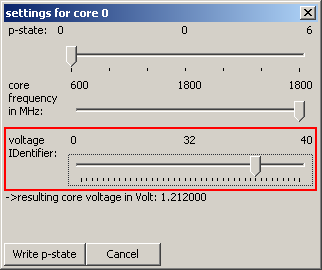 settings for core 0
p-state: 0 0 6
core 600 1800 1800
frequency
in MHz:
voltage 0 32 40
IDentifier:
->resulting core voltage in Volt: 1.212000
Write p-state Cancel